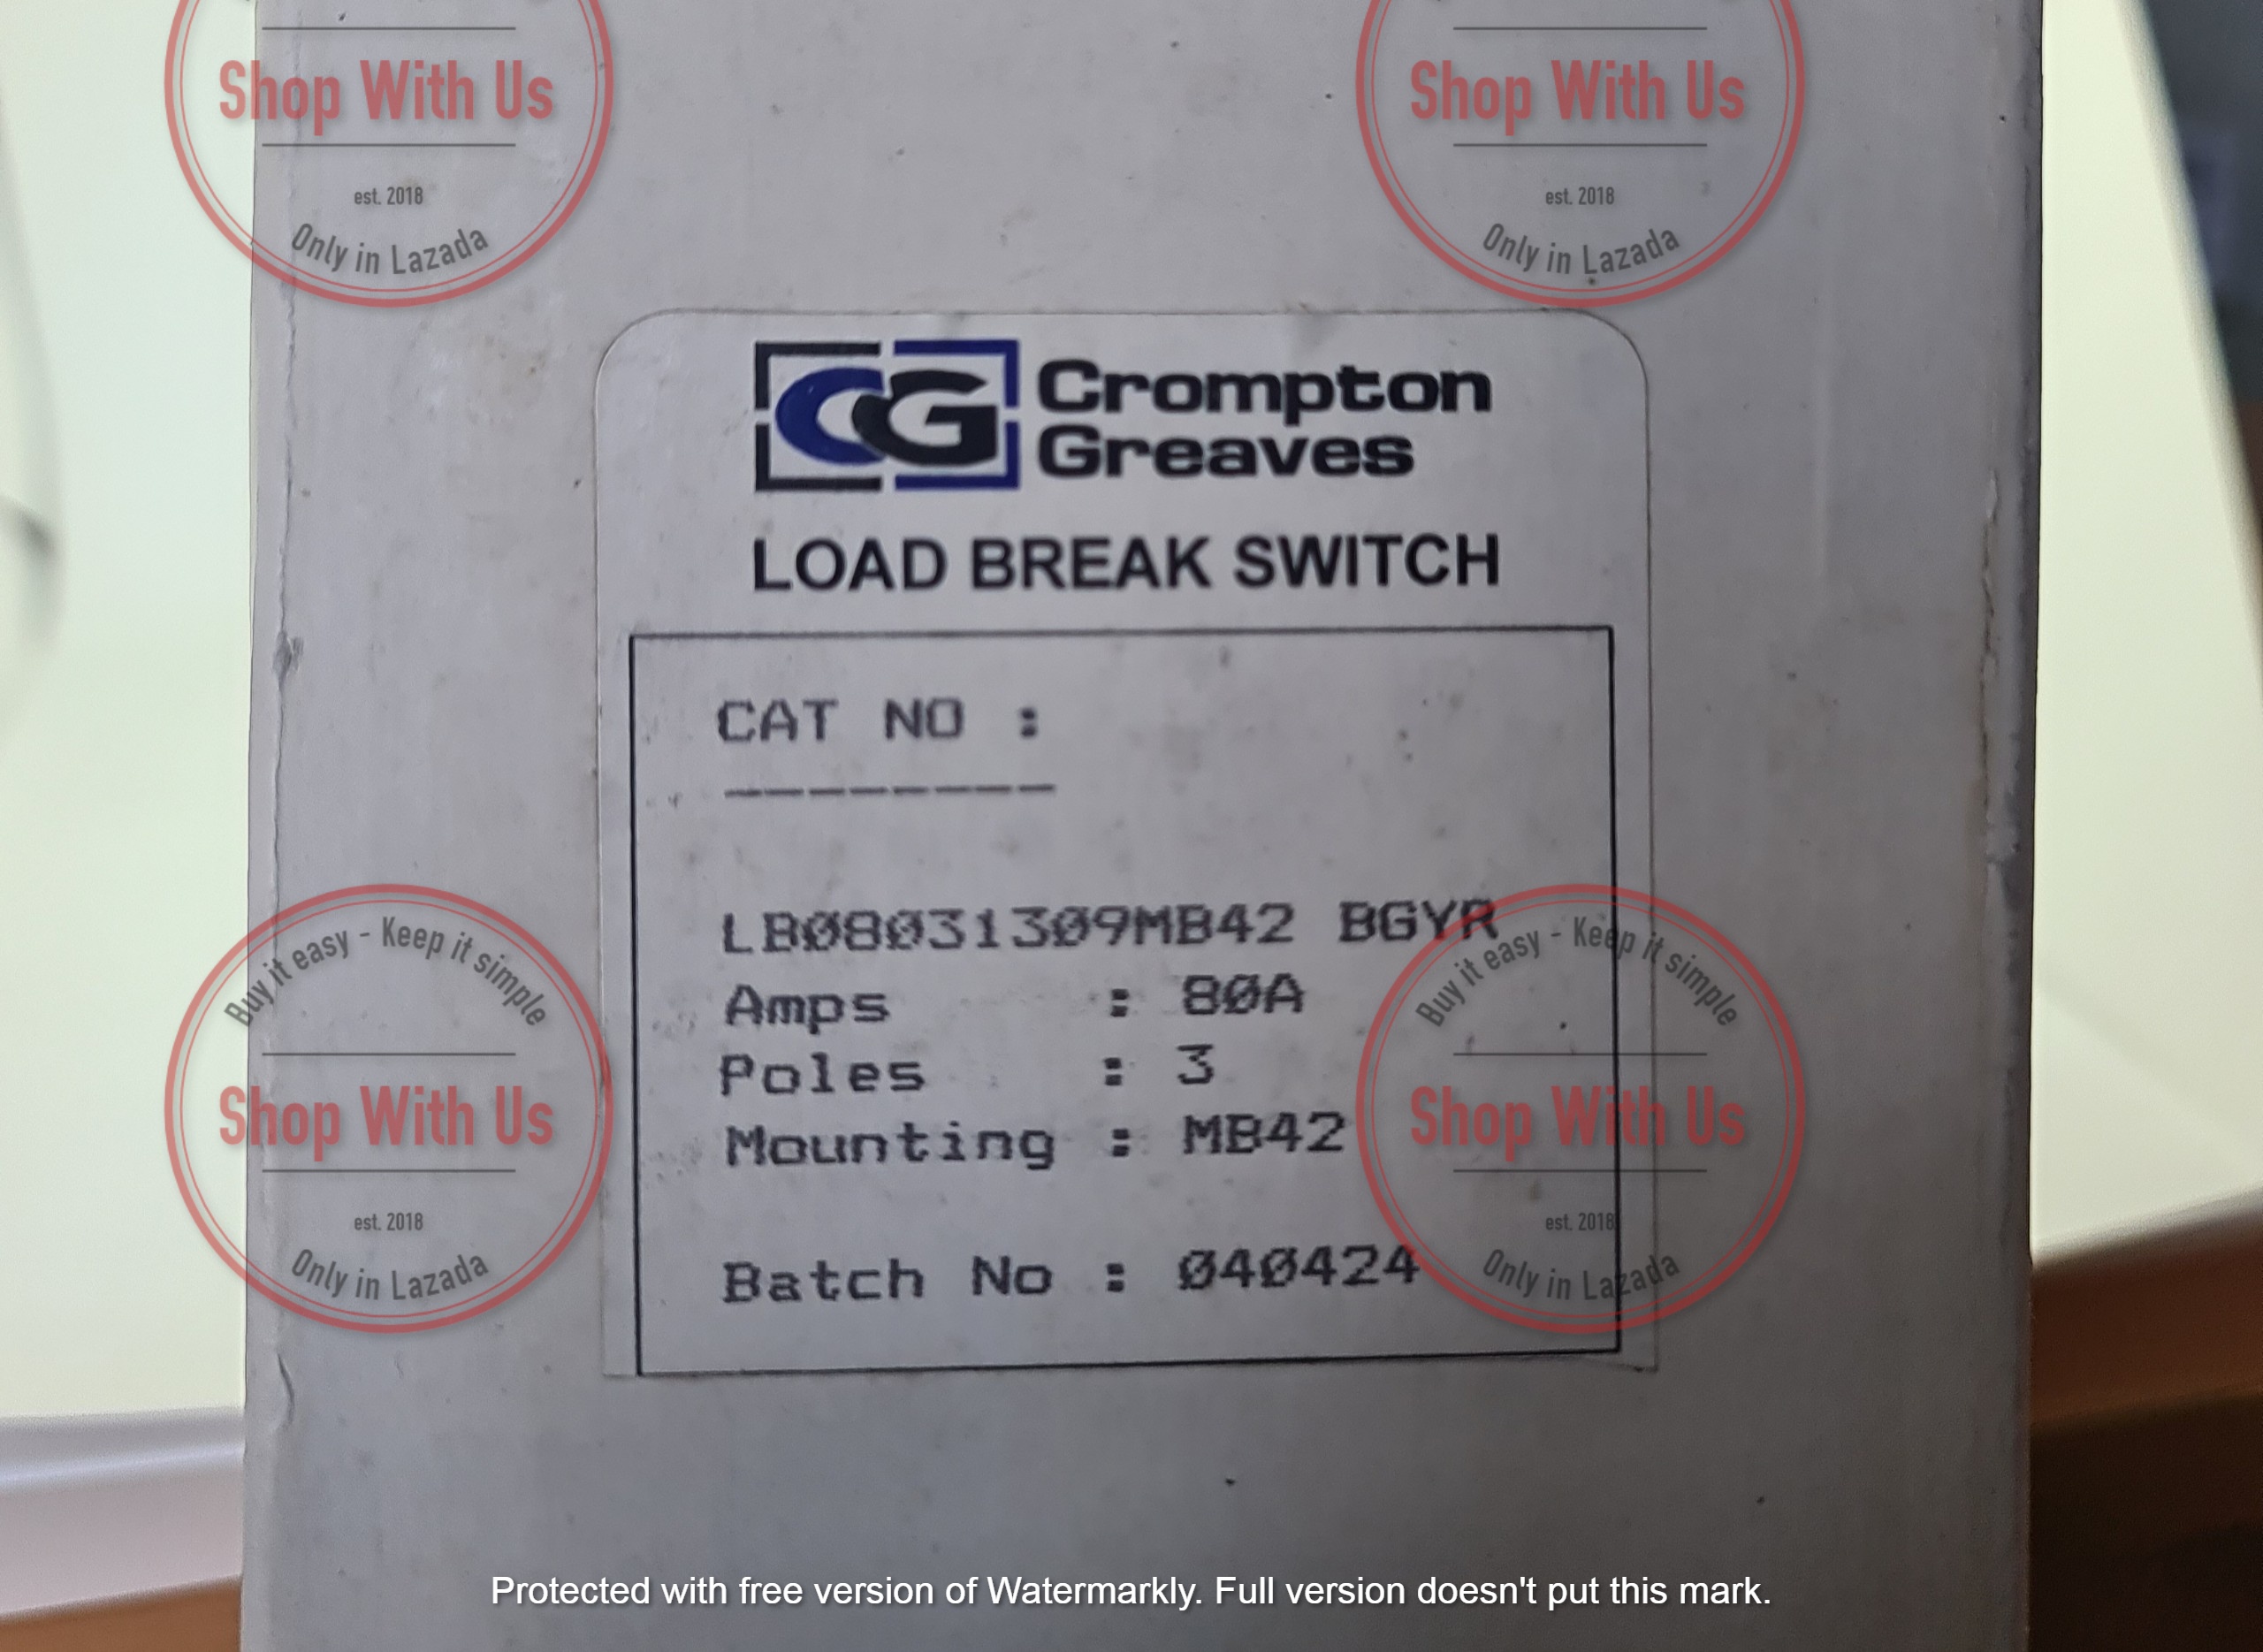 Shop With Us
est. 2018
Only in Lazada
Shop With Us
est. 2018
Only in Lazada
CG Crompton
Greaves
LOAD BREAK SWITCH
CAT NO :
--------
LB08031309MB42 BGYR
Amps : 80A
Poles : 3
Mounting : MB42
Batch No : 040424
Buy it easy - Keep it simple
Shop With Us
est. 2018
Only in Lazada
Buy it easy - Keep it simple
Shop With Us
est. 2018
Only in Lazada
Protected with free version of Watermarkly. Full version doesn't put this mark.